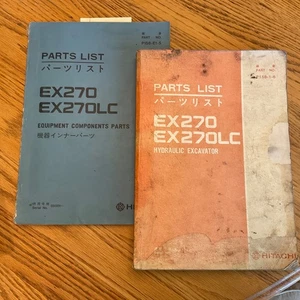 PARTS LIST
パーツリスト
EX270
EX270LC
EQUIPMENT COMPONENTS PARTS
機器インナーパーツ
HITACHI
PARTS LIST
パーツリスト
EX270
EX270LC
HYDRAULIC EXCAVATOR
HITACHI